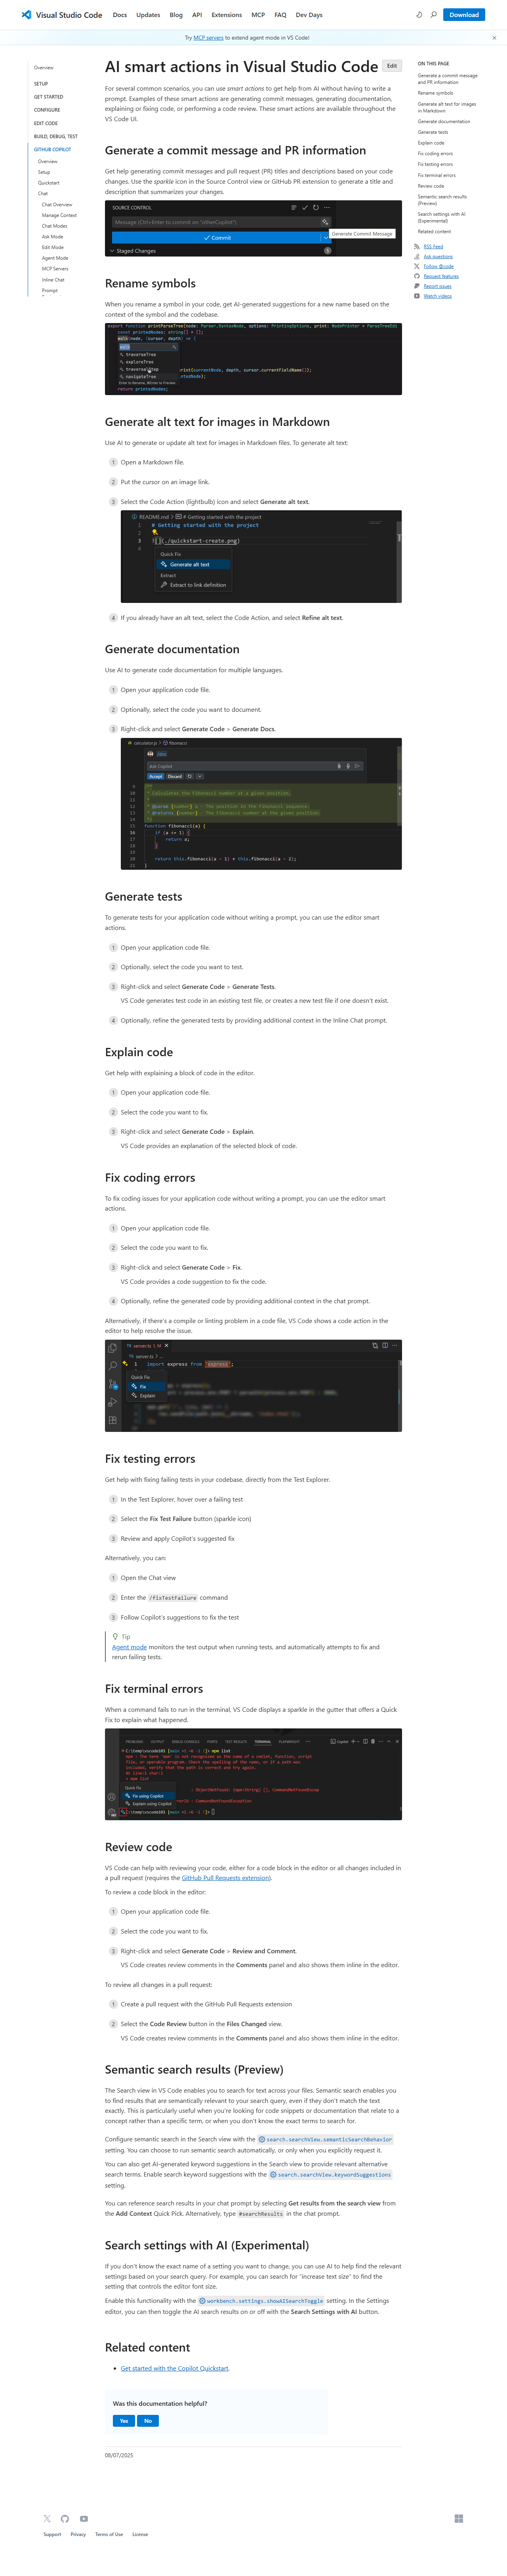 Visual Studio Code
Docs Updates Blog API Extensions MCP FAQ Dev Days
Download
Try MCP servers to extend agent mode in VS Code!
Overview
SETUP
GET STARTED
CONFIGURE
EDIT CODE
BUILD, DEBUG, TEST
GITHUB COPILOT
Overview
Setup
Quickstart
Chat
Chat Overview
Manage Context
Chat Modes
Ask Mode
Edit Mode
Agent Mode
MCP Servers
Inline Chat
Prompt
AI smart actions in Visual Studio Code
Edit
For several common scenarios, you can use smart actions to get help from AI without having to write a
prompt. Examples of these smart actions are generating commit messages, generating documentation,
explaining or fixing code, or performing a code review. These smart actions are available throughout the
VS Code UI.
Generate a commit message and PR information
Get help generating commit messages and pull request (PR) titles and descriptions based on your code
changes. Use the sparkle icon in the Source Control view or GitHub PR extension to generate a title and
description that summarizes your changes.
SOURCE CONTROL
Message (Ctrl+Enter to commit on "otherCopilot")
Commit
Generate Commit Message
Staged Changes
Rename symbols
When you rename a symbol in your code, get AI-generated suggestions for a new name based on the
context of the symbol and the codebase.
export function printParseTree(node: Parser.SyntaxNode, options: PrintingOptions, print: NodePrinter = ParseTreeEdi
const printedNodes: string[] = [];
walk(node, (cursor, depth) => {
walk
traverseTree
exploreTree
traverseStep
navigateTree
Enter to Rename, ⌘Enter to Preview
print(currentNode, depth, cursor.currentFieldName());
return printedNodes;
Generate alt text for images in Markdown
Use AI to generate or update alt text for images in Markdown files. To generate alt text:
1 Open a Markdown file.
2 Put the cursor on an image link.
3 Select the Code Action (lightbulb) icon and select Generate alt text.
README.md > # Getting started with the project
1 # Getting started with the project
2
3 ![](./quickstart-create.png)
4
Quick Fix
Generate alt text
Extract
Extract to link definition
4 If you already have an alt text, select the Code Action, and select Refine alt text.
Generate documentation
Use AI to generate code documentation for multiple languages.
1 Open your application code file.
2 Optionally, select the code you want to document.
3 Right-click and select Generate Code > Generate Docs.
calculator.js > fibonacci
/doc
Ask Copilot
Accept Discard
9 /**
10 * Calculates the Fibonacci number at a given position.
11 *
12 * @param {number} a - The position in the Fibonacci sequence.
13 * @returns {number} - The Fibonacci number at the given position.
14 */
15 function fibonacci(a) {
16 if (a <= 1) {
17 return a;
18 }
19
20 return this.fibonacci(a - 1) + this.fibonacci(a - 2);
21 }
22
Generate tests
To generate tests for your application code without writing a prompt, you can use the editor smart
actions.
1 Open your application code file.
2 Optionally, select the code you want to test.
3 Right-click and select Generate Code > Generate Tests.
VS Code generates test code in an existing test file, or creates a new test file if one doesn't exist.
4 Optionally, refine the generated tests by providing additional context in the Inline Chat prompt.
Explain code
Get help with explaining a block of code in the editor.
1 Open your application code file.
2 Select the code you want to fix.
3 Right-click and select Generate Code > Explain.
VS Code provides an explanation of the selected block of code.
Fix coding errors
To fix coding issues for your application code without writing a prompt, you can use the editor smart
actions.
1 Open your application code file.
2 Select the code you want to fix.
3 Right-click and select Generate Code > Fix.
VS Code provides a code suggestion to fix the code.
4 Optionally, refine the generated code by providing additional context in the chat prompt.
Alternatively, if there's a compile or linting problem in a code file, VS Code shows a code action in the
editor to help resolve the issue.
server.ts 1, M
server.ts > ...
1 import express from 'express';
Quick Fix
Fix
Explain
Fix testing errors
Get help with fixing failing tests in your codebase, directly from the Test Explorer.
1 In the Test Explorer, hover over a failing test
2 Select the Fix Test Failure button (sparkle icon)
3 Review and apply Copilot's suggested fix
Alternatively, you can:
1 Open the Chat view
2 Enter the /fixTestFailure command
3 Follow Copilot's suggestions to fix the test
Tip
Agent mode monitors the test output when running tests, and automatically attempts to fix and
rerun failing tests.
Fix terminal errors
When a command fails to run in the terminal, VS Code displays a sparkle in the gutter that offers a Quick
Fix to explain what happened.
PROBLEMS OUTPUT DEBUG CONSOLE PORTS TEST RESULTS TERMINAL PLAYWRIGHT
Copilot
Quick Fix
Fix using Copilot
Explain using Copilot
Review code
VS Code can help with reviewing your code, either for a code block in the editor or all changes included in
a pull request (requires the GitHub Pull Requests extension).
To review a code block in the editor:
1 Open your application code file.
2 Select the code you want to fix.
3 Right-click and select Generate Code > Review and Comment.
VS Code creates review comments in the Comments panel and also shows them inline in the editor.
To review all changes in a pull request:
1 Create a pull request with the GitHub Pull Requests extension
2 Select the Code Review button in the Files Changed view.
VS Code creates review comments in the Comments panel and also shows them inline in the editor.
Semantic search results (Preview)
The Search view in VS Code enables you to search for text across your files. Semantic search enables you
to find results that are semantically relevant to your search query, even if they don't match the text
exactly. This is particularly useful when you're looking for code snippets or documentation that relate to a
concept rather than a specific term, or when you don't know the exact terms to search for.
Configure semantic search in the Search view with the search.searchView.semanticSearchBehavior
setting. You can choose to run semantic search automatically, or only when you explicitly request it.
You can also get AI-generated keyword suggestions in the Search view to provide relevant alternative
search terms. Enable search keyword suggestions with the search.searchView.keywordSuggestions
setting.
You can reference search results in your chat prompt by selecting Get results from the search view from
the Add Context Quick Pick. Alternatively, type #searchResults in the chat prompt.
Search settings with AI (Experimental)
If you don't know the exact name of a setting you want to change, you can use AI to help find the relevant
settings based on your search query. For example, you can search for "increase text size" to find the
setting that controls the editor font size.
Enable this functionality with the workbench.settings.showAISearchToggle setting. In the Settings
editor, you can then toggle the AI search results on or off with the Search Settings with AI button.
Related content
Get started with the Copilot Quickstart.
Was this documentation helpful?
Yes No
08/07/2025
ON THIS PAGE
Generate a commit message
and PR information
Rename symbols
Generate alt text for images
in Markdown
Generate documentation
Generate tests
Explain code
Fix coding errors
Fix testing errors
Fix terminal errors
Review code
Semantic search results
(Preview)
Search settings with AI
(Experimental)
Related content
RSS Feed
Ask questions
Follow @code
Request features
Report issues
Watch videos
Support Privacy Terms of Use License